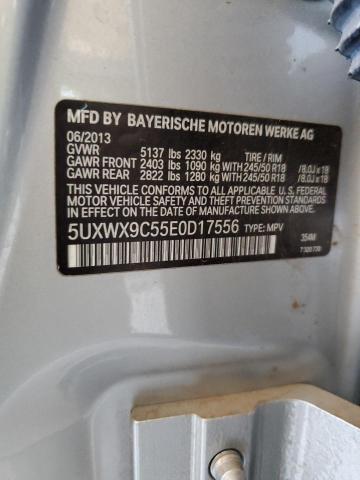 MFD BY BAYERISCHE MOTOREN WERKE AG
06/2013
GVWR 5137 lbs 2330 kg TIRE / RIM
GAWR FRONT 2403 lbs 1090 kg WITH 245/50 R18 /8.0J x 18
GAWR REAR 2822 lbs 1280 kg WITH 245/50 R18 /8.0J x 18
THIS VEHICLE CONFORMS TO ALL APPLICABLE U.S. FEDERAL
MOTOR VEHICLE SAFETY STANDARDS IN EFFECT ON THE
DATE OF MANUFACTURE SHOWN ABOVE.
5UXWX9C55E0D17556 TYPE: MPV
354M